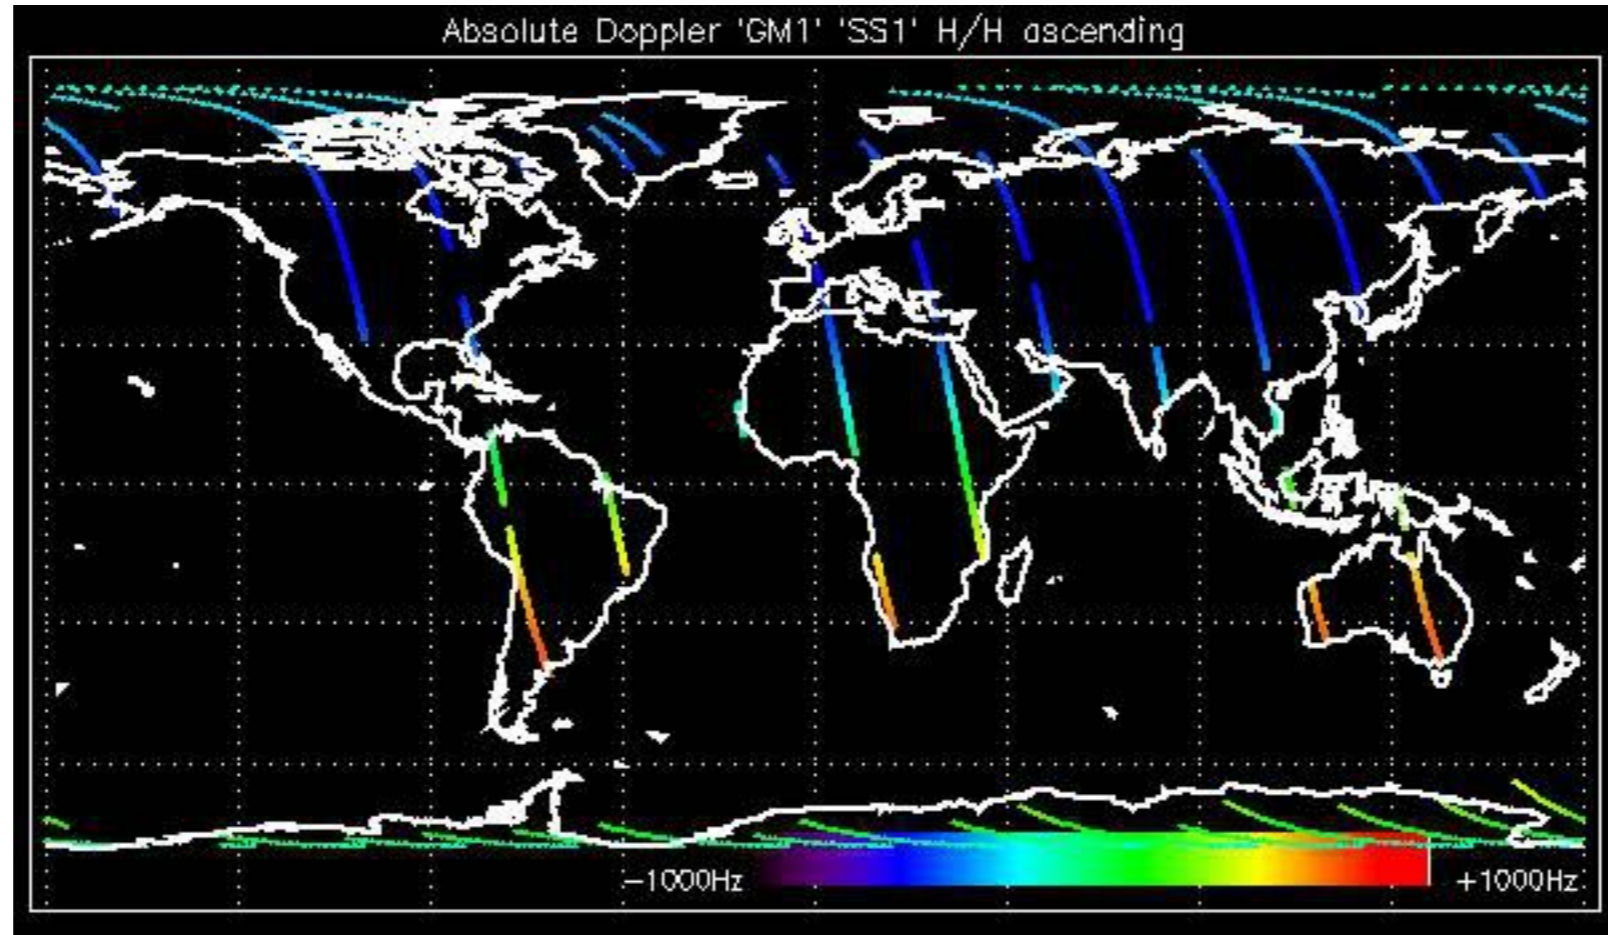 Absolute Doppler 'GM1' 'SS1' H/H ascending
−1000Hz +1000Hz